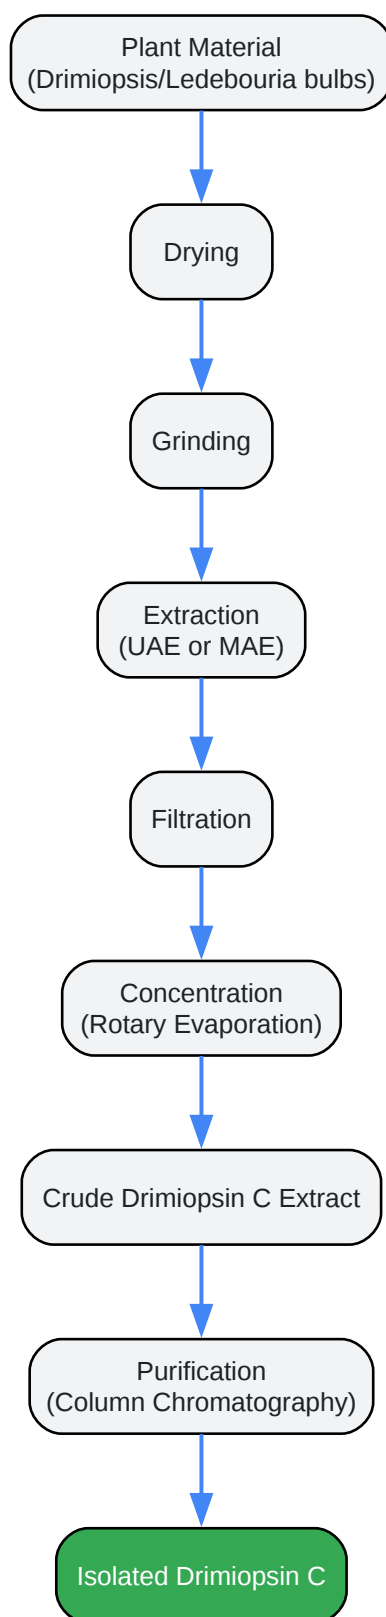 Plant Material
(Drimiopsis/Ledebouria bulbs)
Drying
Grinding
Extraction
(UAE or MAE)
Filtration
Concentration
(Rotary Evaporation)
Crude Drimiopsin C Extract
Purification
(Column Chromatography)
Isolated Drimiopsin C